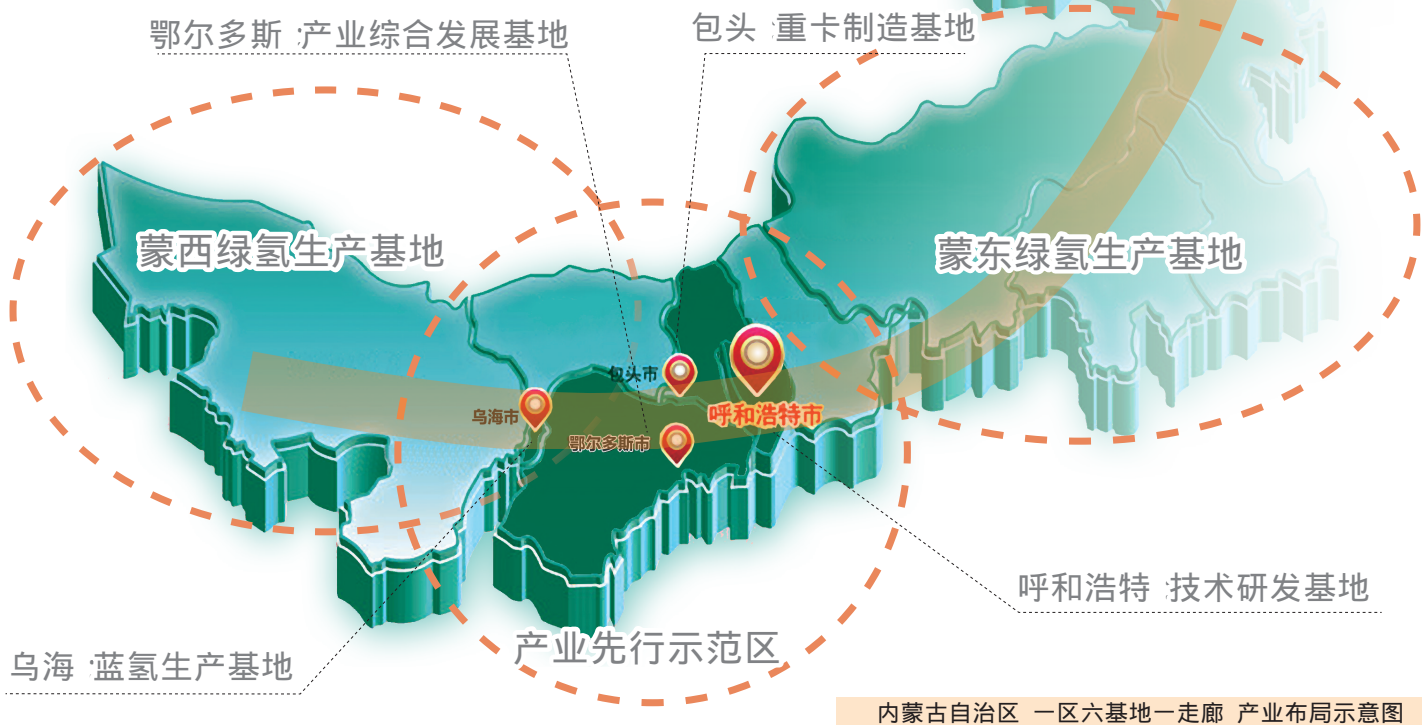 鄂尔多斯:产业综合发展基地
包头:重卡制造基地
蒙西绿氢生产基地
蒙东绿氢生产基地
包头市
乌海市
呼和浩特市
鄂尔多斯市
呼和浩特:技术研发基地
产业先行示范区
乌海:蓝氢生产基地
内蒙古自治区 一区六基地一走廊 产业布局示意图